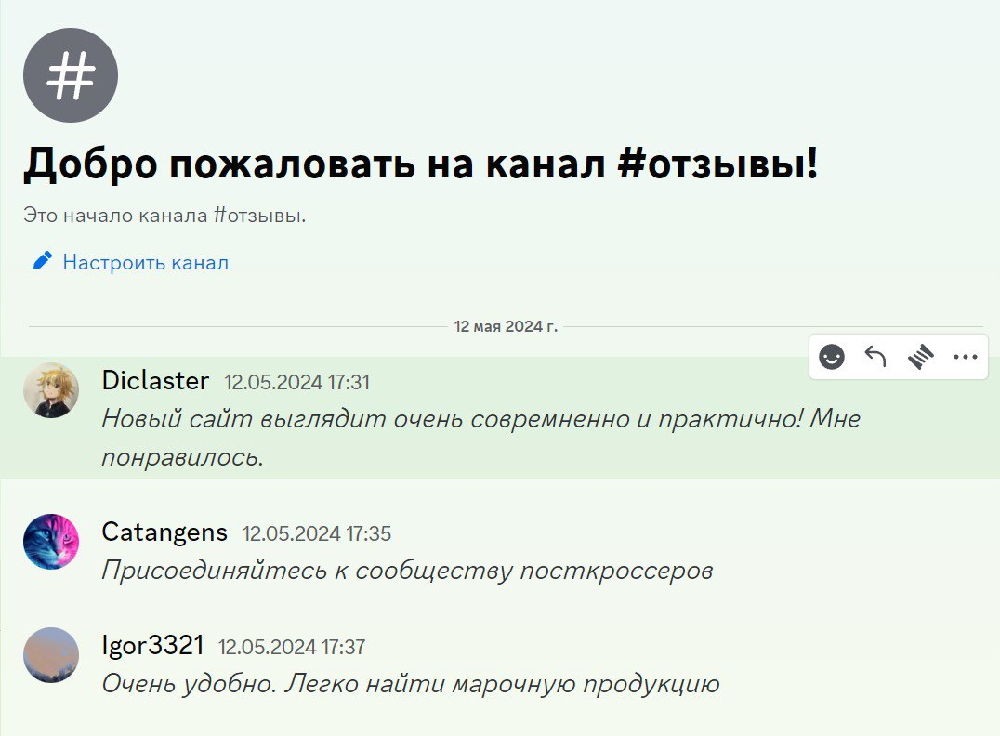 #
Добро пожаловать на канал #отзывы!
Это начало канала #отзывы.
Настроить канал
12 мая 2024 г.
Diclaster 12.05.2024 17:31
Новый сайт выглядит очень современно и практично! Мне
понравилось.
Catangens 12.05.2024 17:35
Присоединяйтесь к сообществу посткроссеров
Igor3321 12.05.2024 17:37
Очень удобно. Легко найти марочную продукцию